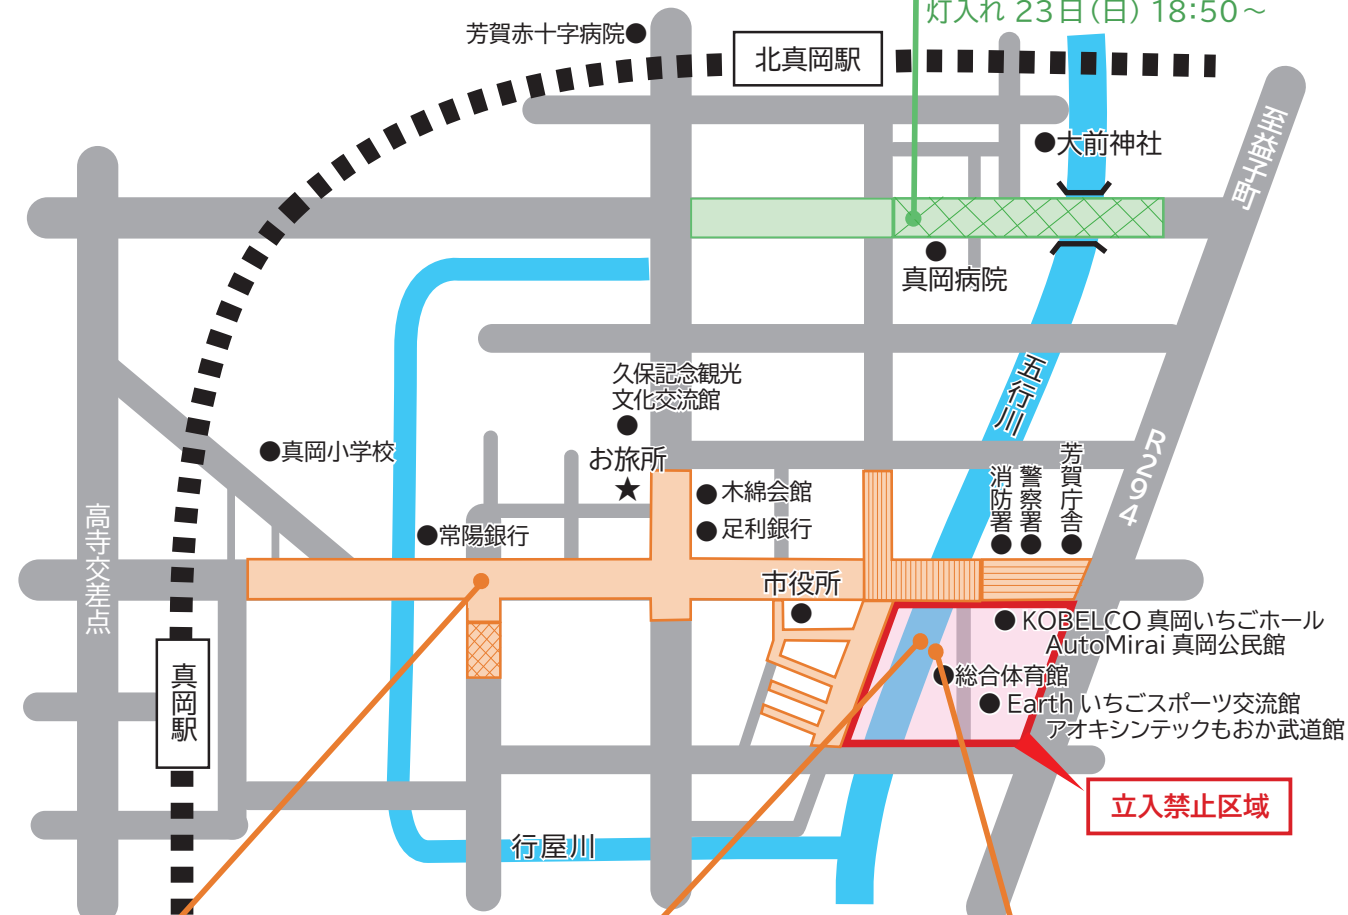 灯入れ 23日(日) 18:50~
芳賀赤十字病院
北真岡駅
至益子町
大前神社
真岡病院
五行川
久保記念観光
文化交流館
お旅所
真岡小学校
木綿会館
足利銀行
常陽銀行
R294
消防署
警察署
芳賀庁舎
高寺交差点
市役所
KOBELCO 真岡いちごホール
AutoMirai 真岡公民館
総合体育館
Earth いちごスポーツ交流館
アオキシンテックもおか武道館
真岡駅
立入禁止区域
行屋川